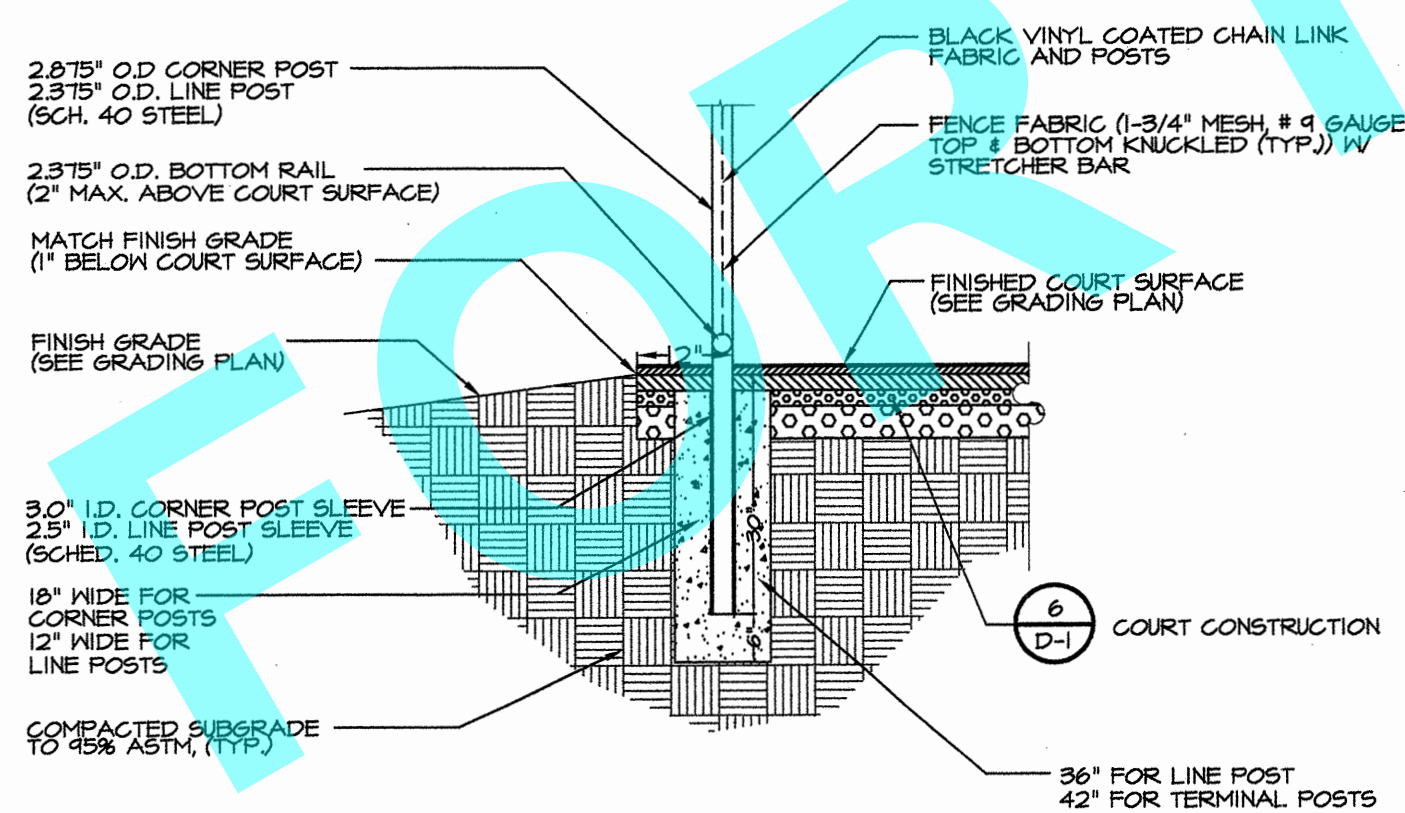 2.875" O.D CORNER POST
2.375" O.D. LINE POST
(SCH. 40 STEEL)
2.375" O.D. BOTTOM RAIL
(2" MAX. ABOVE COURT SURFACE)
MATCH FINISH GRADE
(1" BELOW COURT SURFACE)
FINISH GRADE
(SEE GRADING PLAN)
3.0" I.D. CORNER POST SLEEVE
2.5" I.D. LINE POST SLEEVE
(SCHED. 40 STEEL)
18" WIDE FOR
CORNER POSTS
12" WIDE FOR
LINE POSTS
COMPACTED SUBGRADE
TO 95% ASTM, (TYP.)
BLACK VINYL COATED CHAIN LINK
FABRIC AND POSTS
FENCE FABRIC (1-3/4" MESH, # 9 GAUGE
TOP & BOTTOM KNUCKLED (TYP.)) W/
STRETCHER BAR
FINISHED COURT SURFACE
(SEE GRADING PLAN)
2"
30"
6"
6
D-1
COURT CONSTRUCTION
36" FOR LINE POST
42" FOR TERMINAL POSTS
FOR